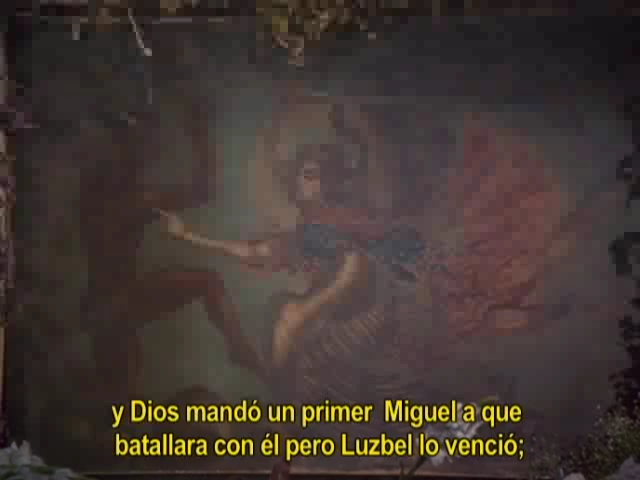 y Dios mandó un primer Miguel a que
batallara con él pero Luzbel lo venció;